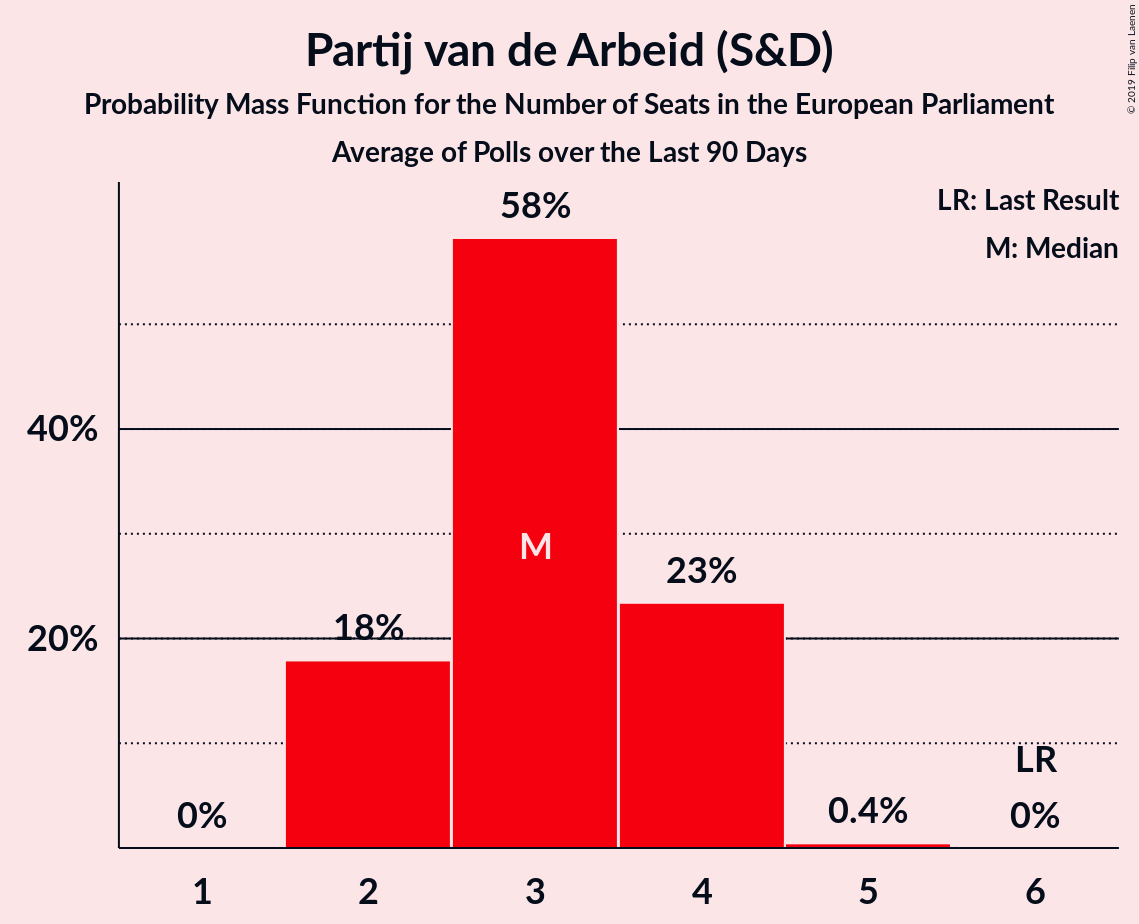 Partij van de Arbeid (S&D)
Probability Mass Function for the Number of Seats in the European Parliament
Average of Polls over the Last 90 Days
© 2019 Filip van Laenen
LR: Last Result
M: Median
58%
40%
M
23%
18%
20%
LR
0%
0.4%
0%
1 2 3 4 5 6